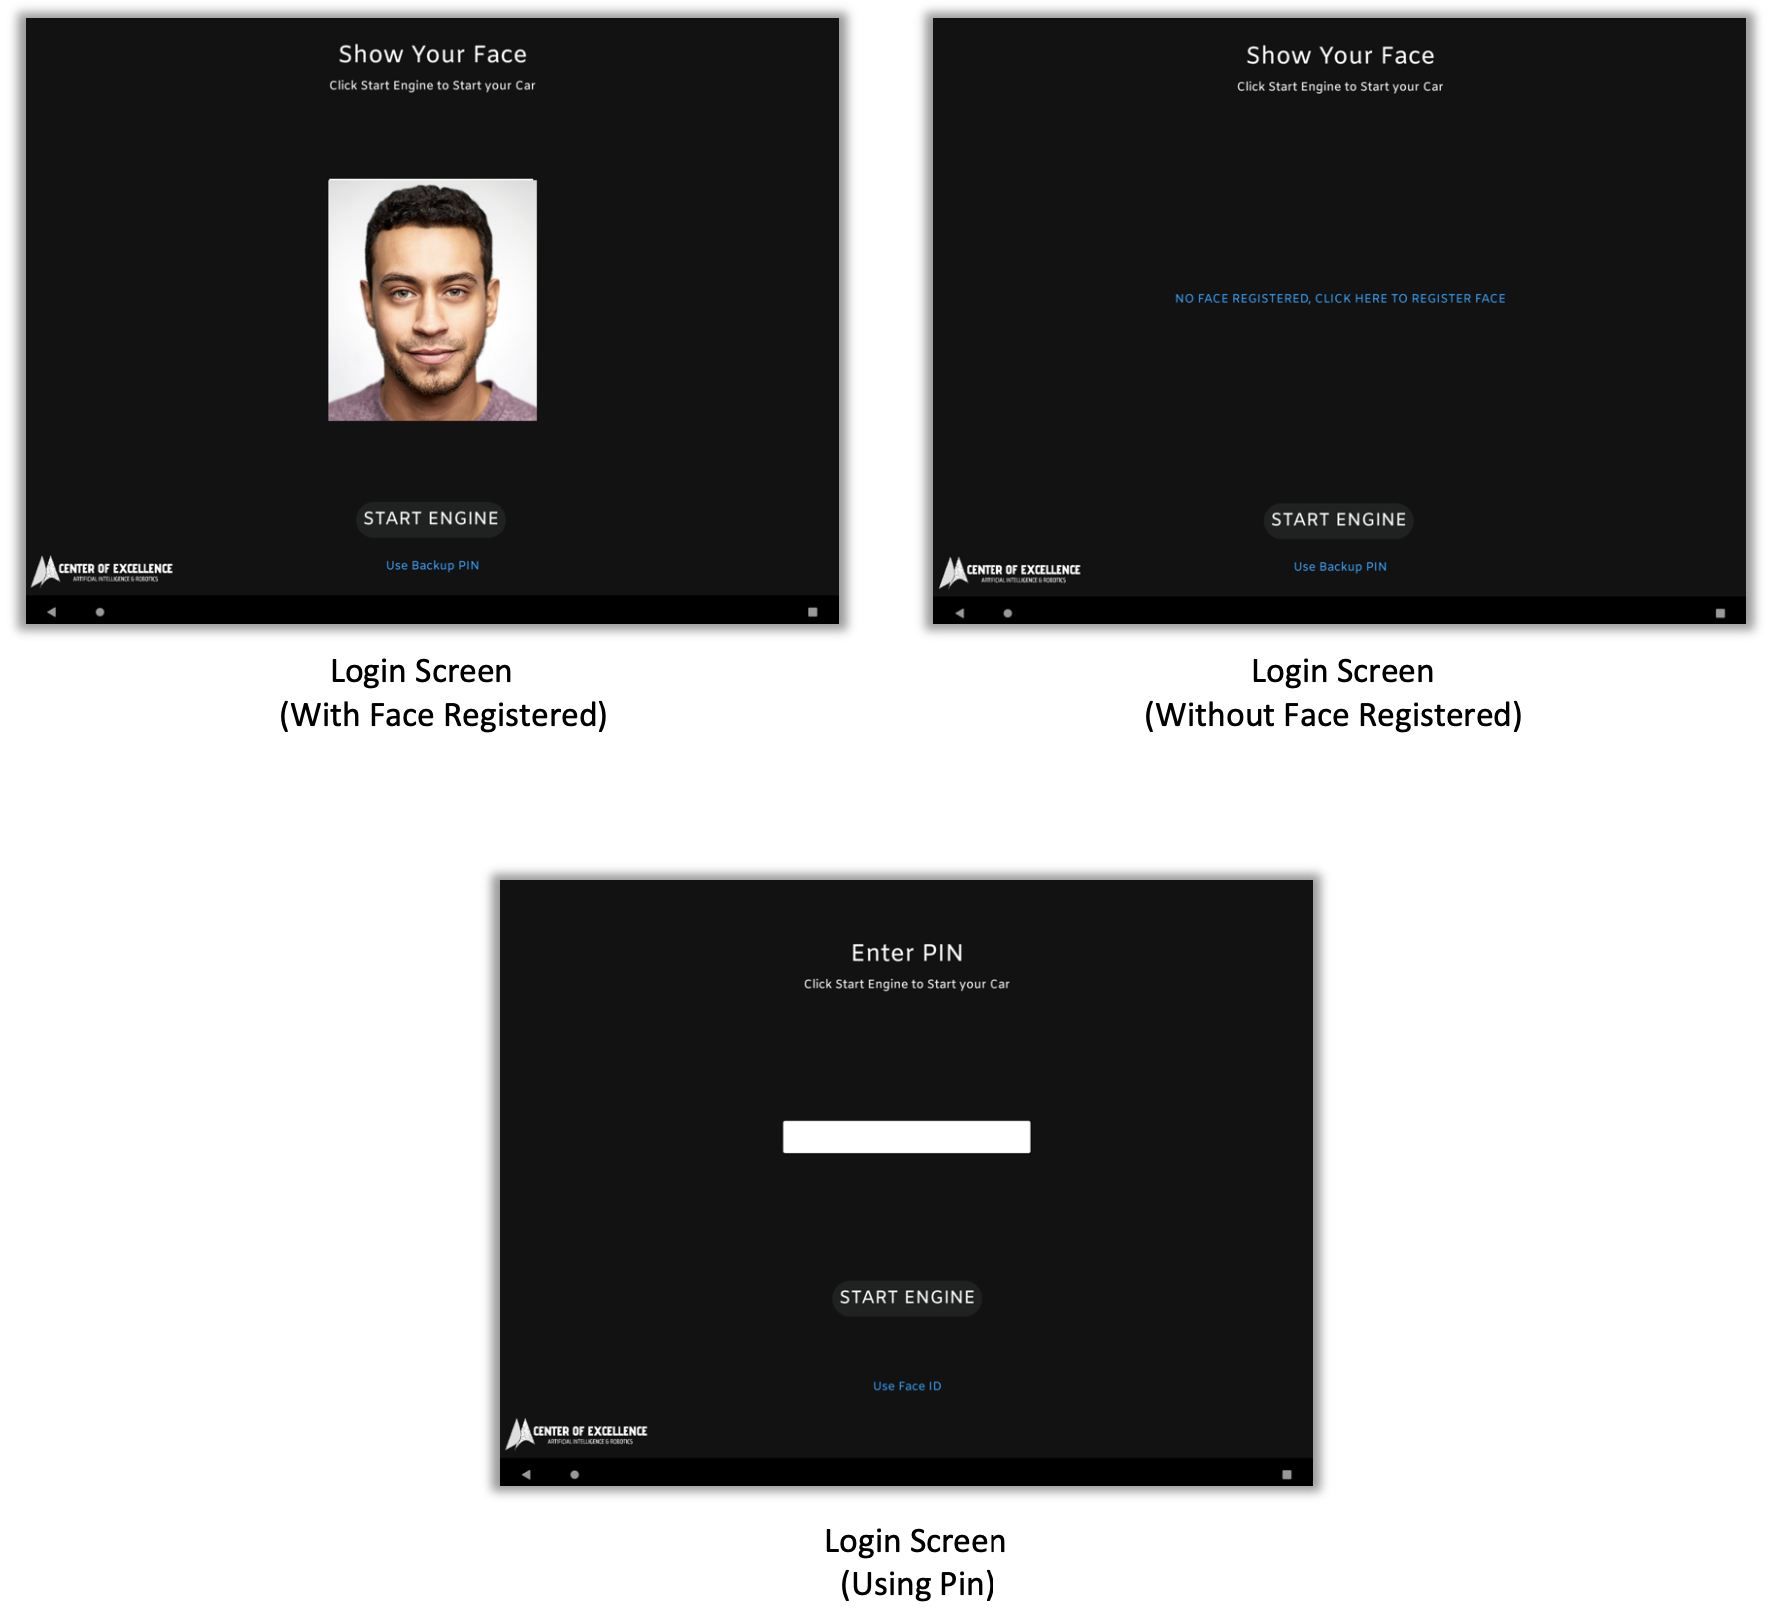 Show Your Face
Click Start Engine to Start your Car
START ENGINE
Use Backup PIN
CENTER OF EXCELLENCE
ARTIFICIAL INTELLIGENCE & ROBOTICS
Login Screen
(With Face Registered)
Show Your Face
Click Start Engine to Start your Car
NO FACE REGISTERED, CLICK HERE TO REGISTER FACE
START ENGINE
Use Backup PIN
CENTER OF EXCELLENCE
ARTIFICIAL INTELLIGENCE & ROBOTICS
Login Screen
(Without Face Registered)
Enter PIN
Click Start Engine to Start your Car
START ENGINE
Use Face ID
CENTER OF EXCELLENCE
ARTIFICIAL INTELLIGENCE & ROBOTICS
Login Screen
(Using Pin)